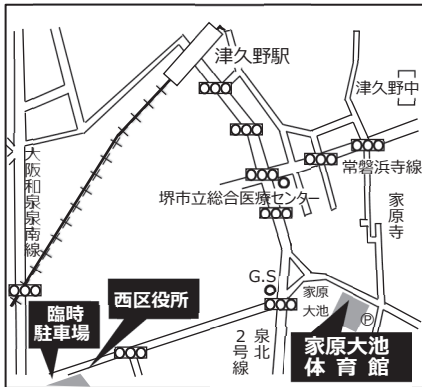 津久野駅
津久野中
大阪和泉泉南線
常磐浜寺線
堺市立総合医療センター
家原寺
G.S
家原
大池
臨時
駐車場
西区役所
泉北
2号線
P
家原大池
体育館